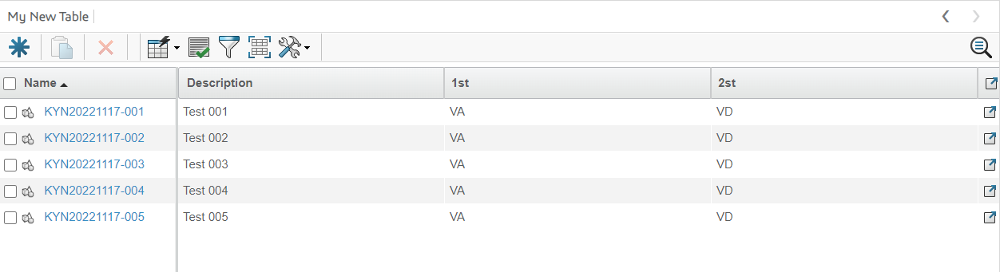 My New Table
Name Description 1st 2st
KYN20221117-001 Test 001 VA VD
KYN20221117-002 Test 002 VA VD
KYN20221117-003 Test 003 VA VD
KYN20221117-004 Test 004 VA VD
KYN20221117-005 Test 005 VA VD